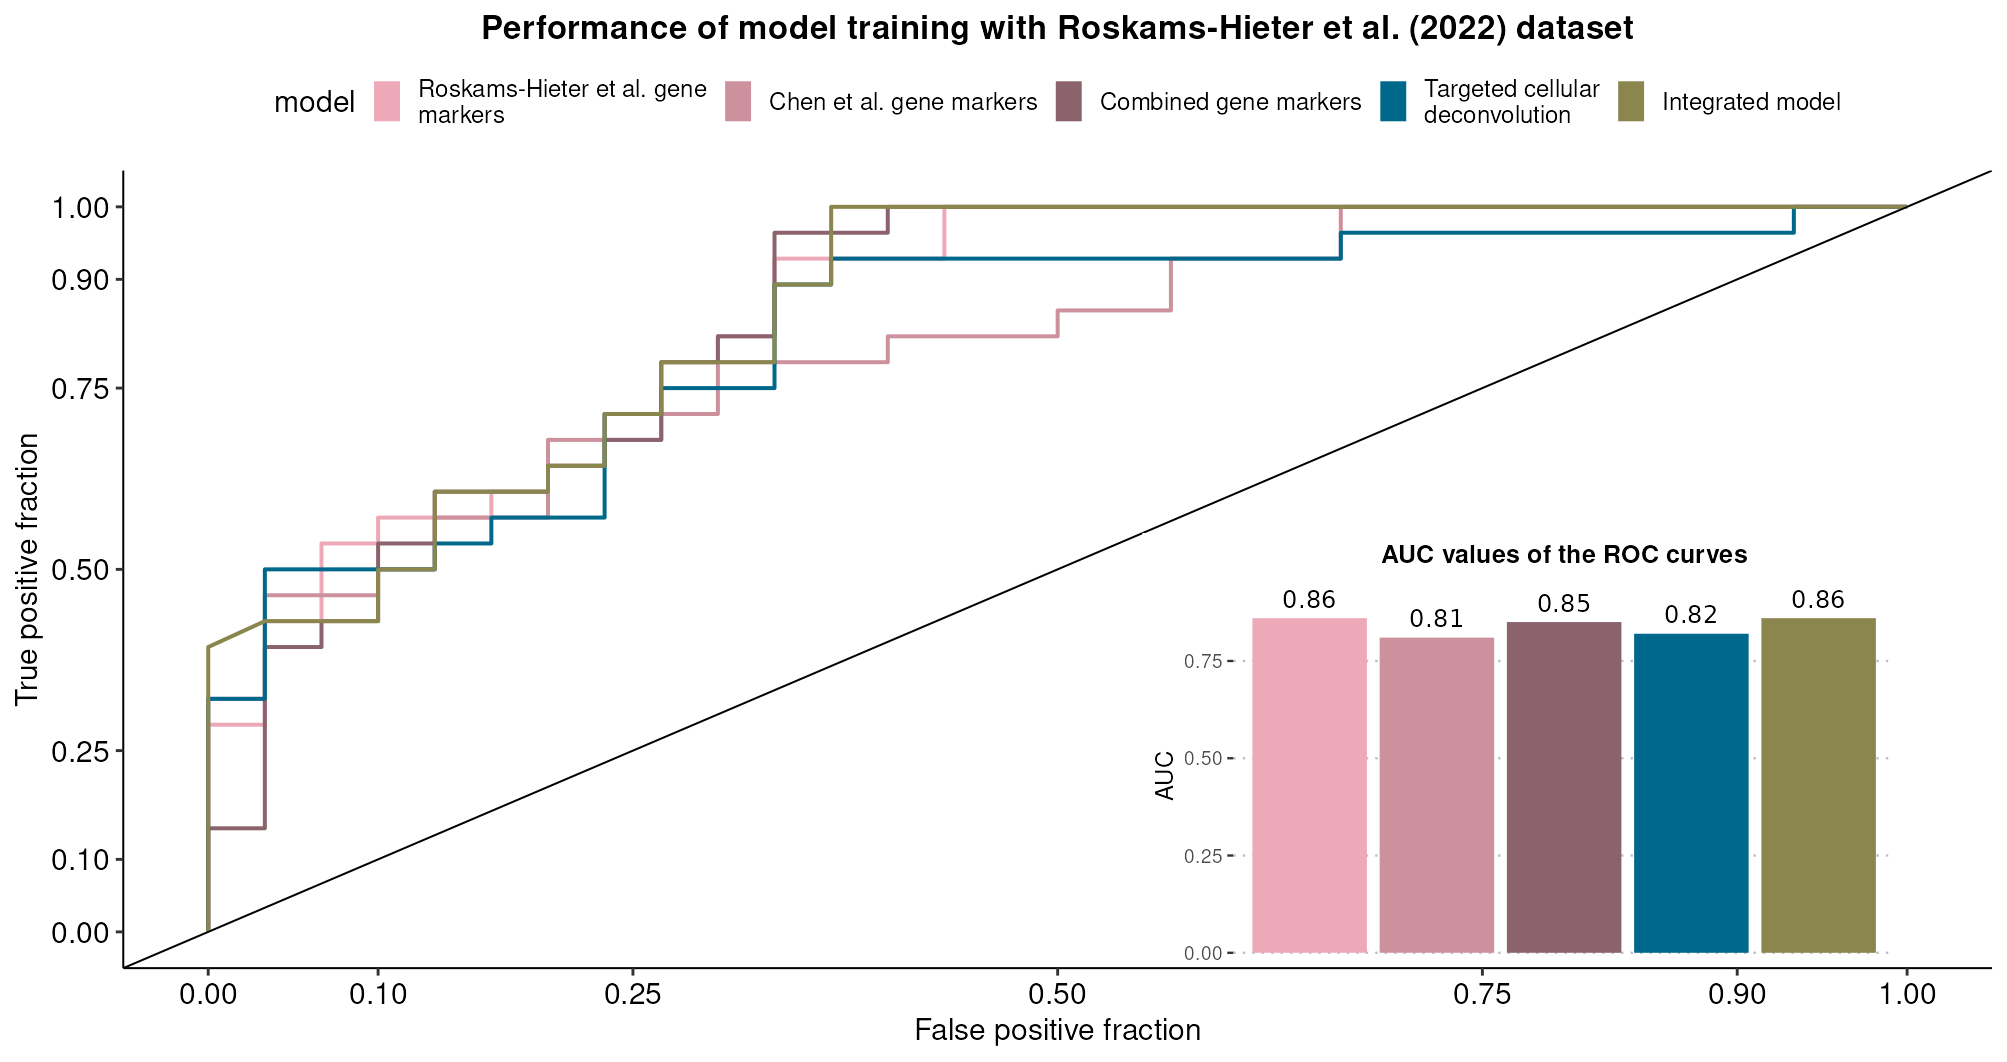 Performance of model training with Roskams-Hieter et al. (2022) dataset
model
Roskams-Hieter et al. gene
markers
Chen et al. gene markers
Combined gene markers
Targeted cellular
deconvolution
Integrated model
True positive fraction
1.00
0.90
0.75
0.50
0.25
0.10
0.00
AUC values of the ROC curves
0.86
0.81
0.85
0.82
0.86
AUC
0.75
0.50
0.25
0.00
0.00
0.10
0.25
0.50
0.75
0.90
1.00
False positive fraction